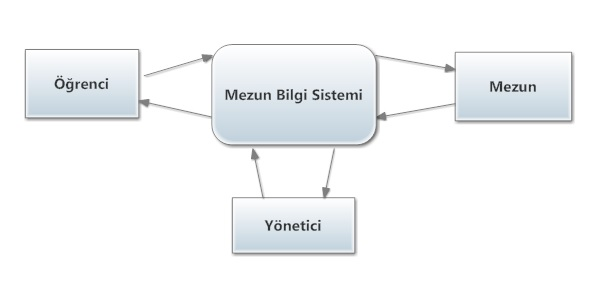 Öğrenci
Mezun Bilgi Sistemi
Mezun
Yönetici